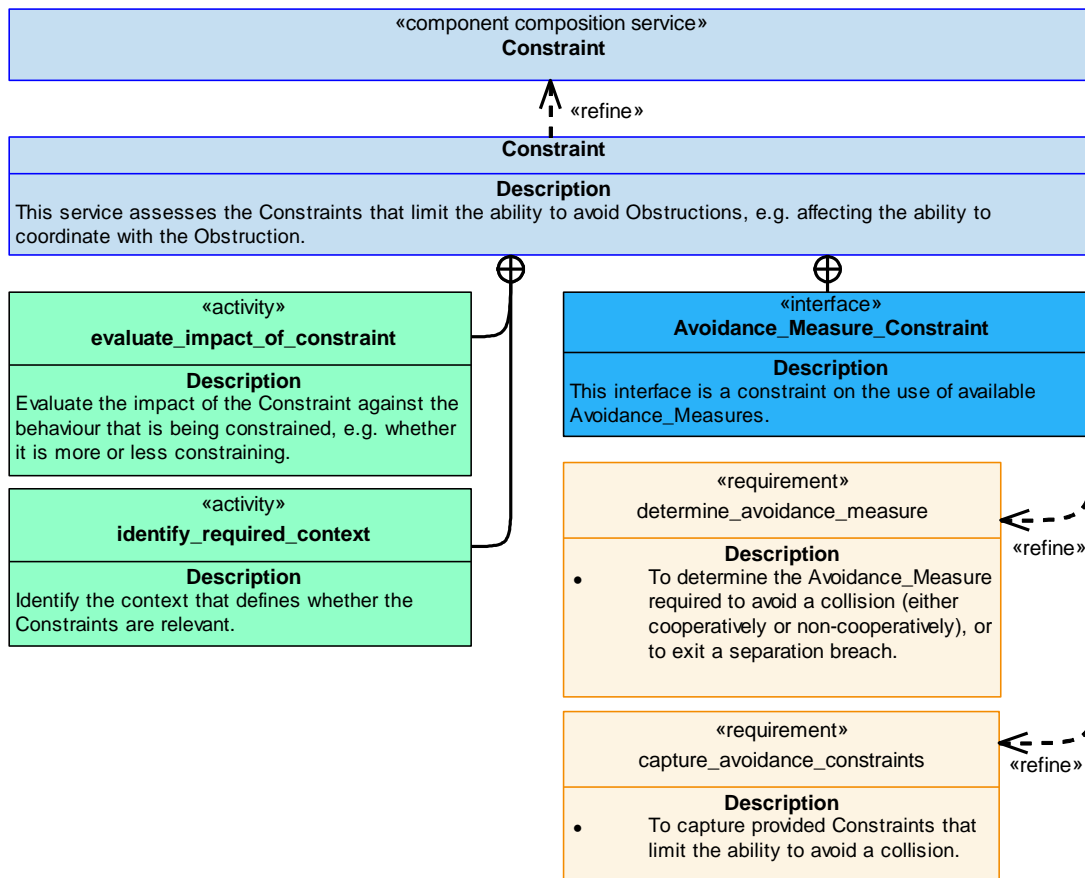 «component composition service»
Constraint
«refine»
Constraint
Description
This service assesses the Constraints that limit the ability to avoid Obstructions, e.g. affecting the ability to
coordinate with the Obstruction.
«activity»
evaluate_impact_of_constraint
Description
Evaluate the impact of the Constraint against the
behaviour that is being constrained, e.g. whether
it is more or less constraining.
«activity»
identify_required_context
Description
Identify the context that defines whether the
Constraints are relevant.
«interface»
Avoidance_Measure_Constraint
Description
This interface is a constraint on the use of available
Avoidance_Measures.
«requirement»
determine_avoidance_measure
«refine»
Description
• To determine the Avoidance_Measure
required to avoid a collision (either
cooperatively or non-cooperatively), or
to exit a separation breach.
«requirement»
capture_avoidance_constraints
«refine»
Description
• To capture provided Constraints that
limit the ability to avoid a collision.